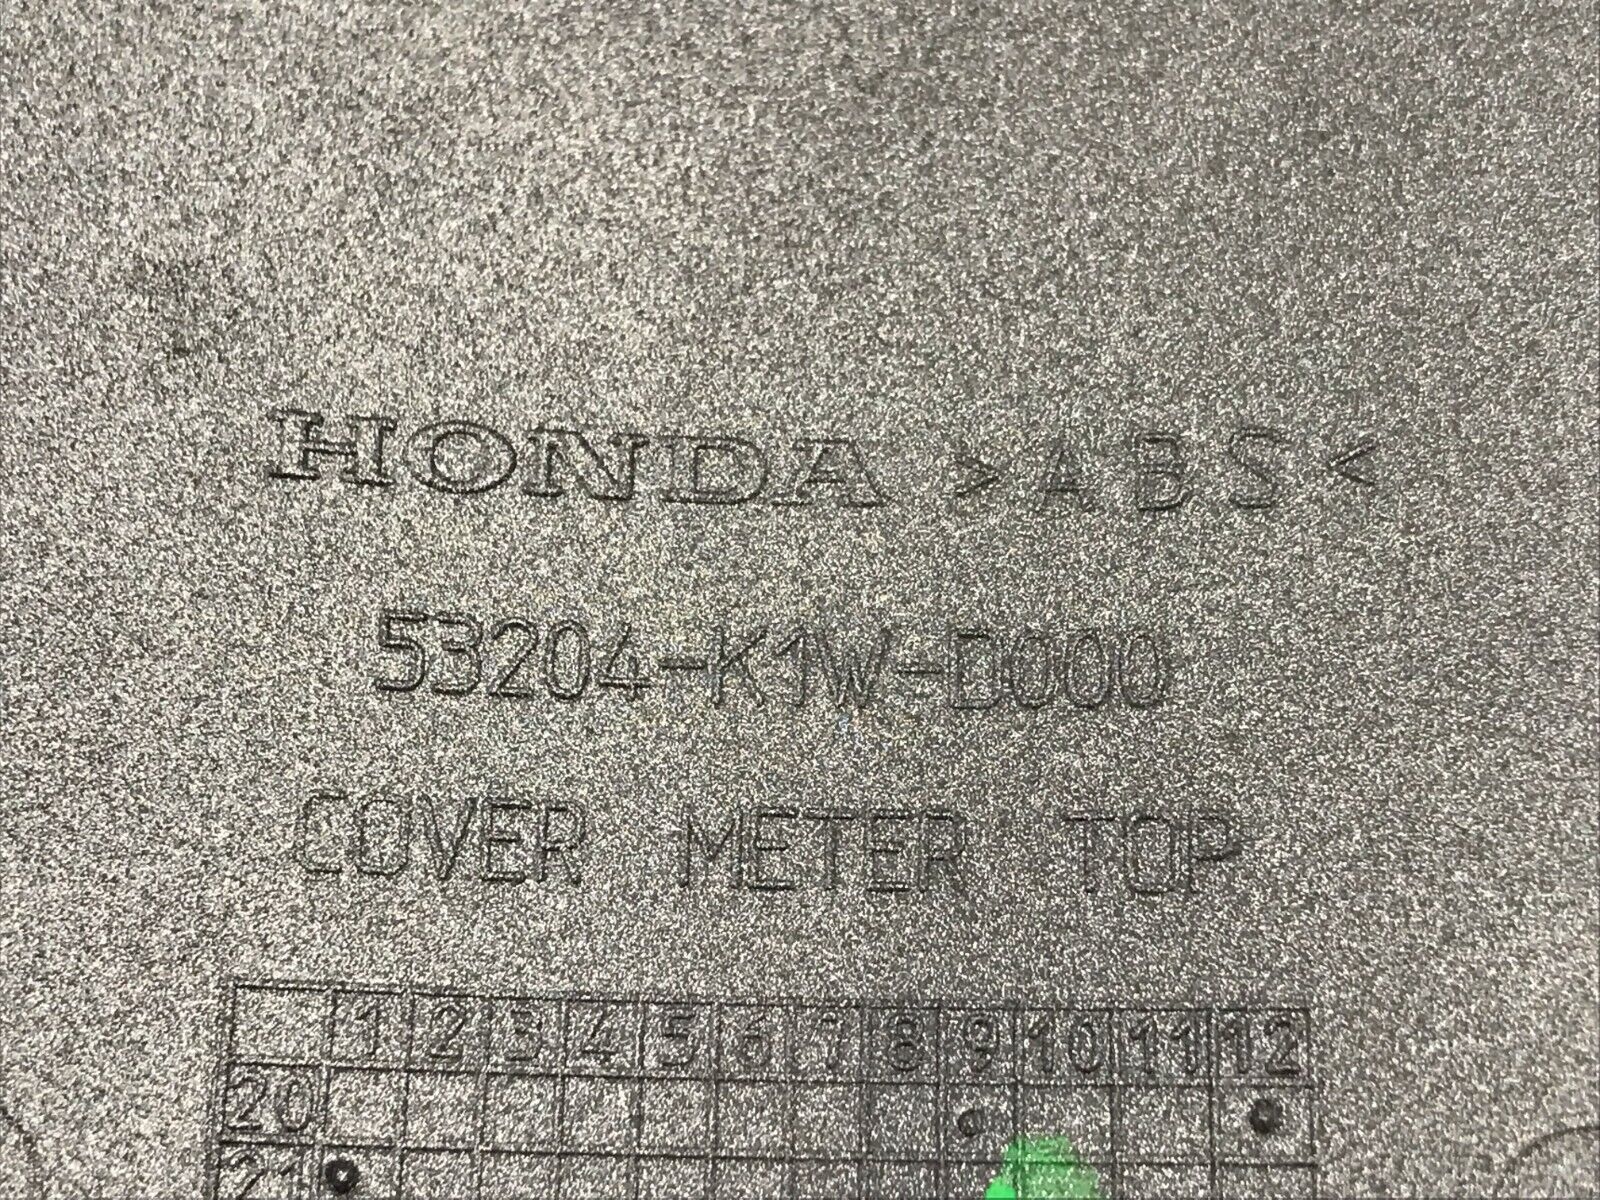 HONDA >ABS<
53204-K1W-D000
COVER METER TOP
1 2 3 4 5 6 7 8 9 10 11 12
20
21